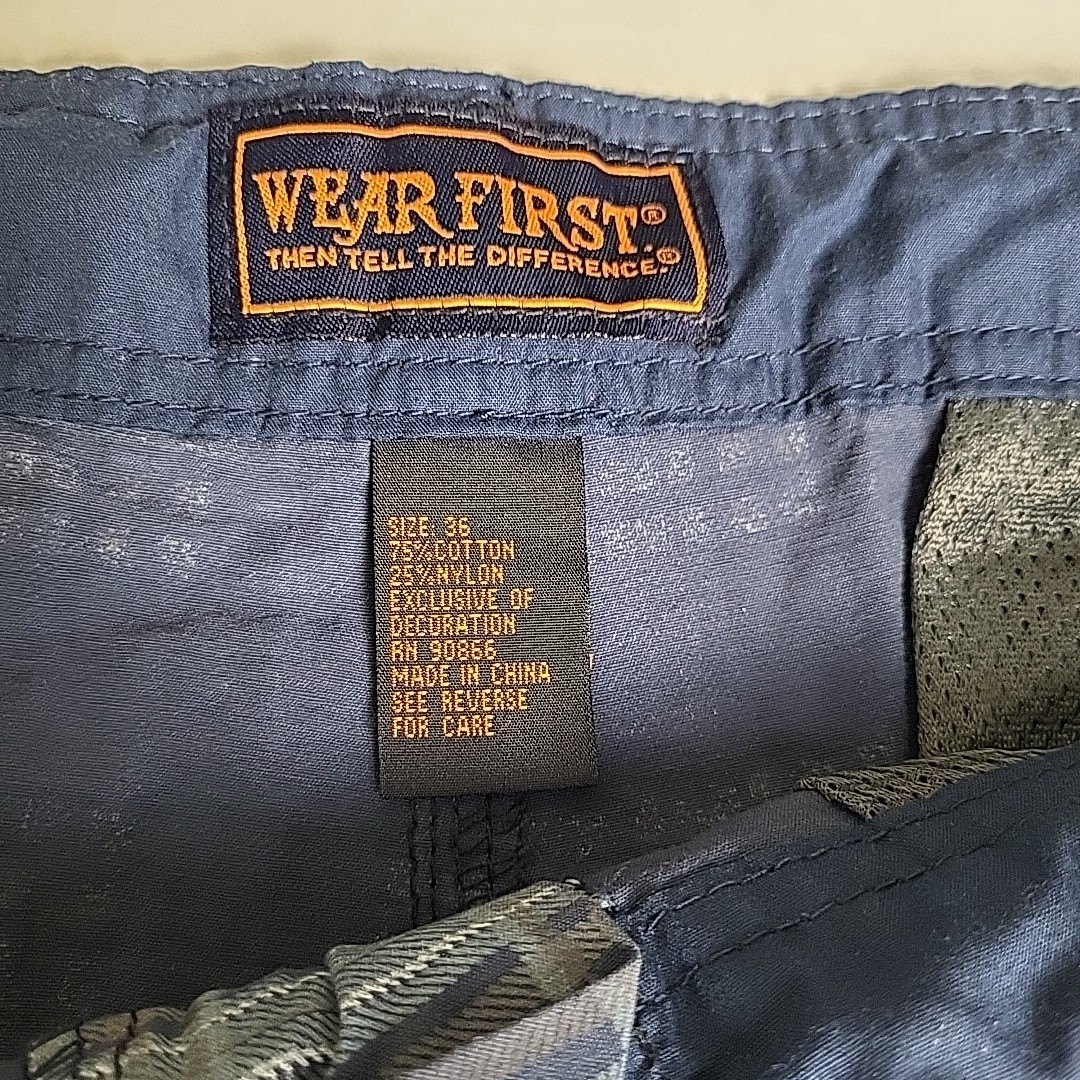 WEAR FIRST®
THEN TELL THE DIFFERENCE.®
SIZE 36
75%COTTON
25%NYLON
EXCLUSIVE OF
DECORATION
RN 90866
MADE IN CHINA
SEE REVERSE
FOR CARE